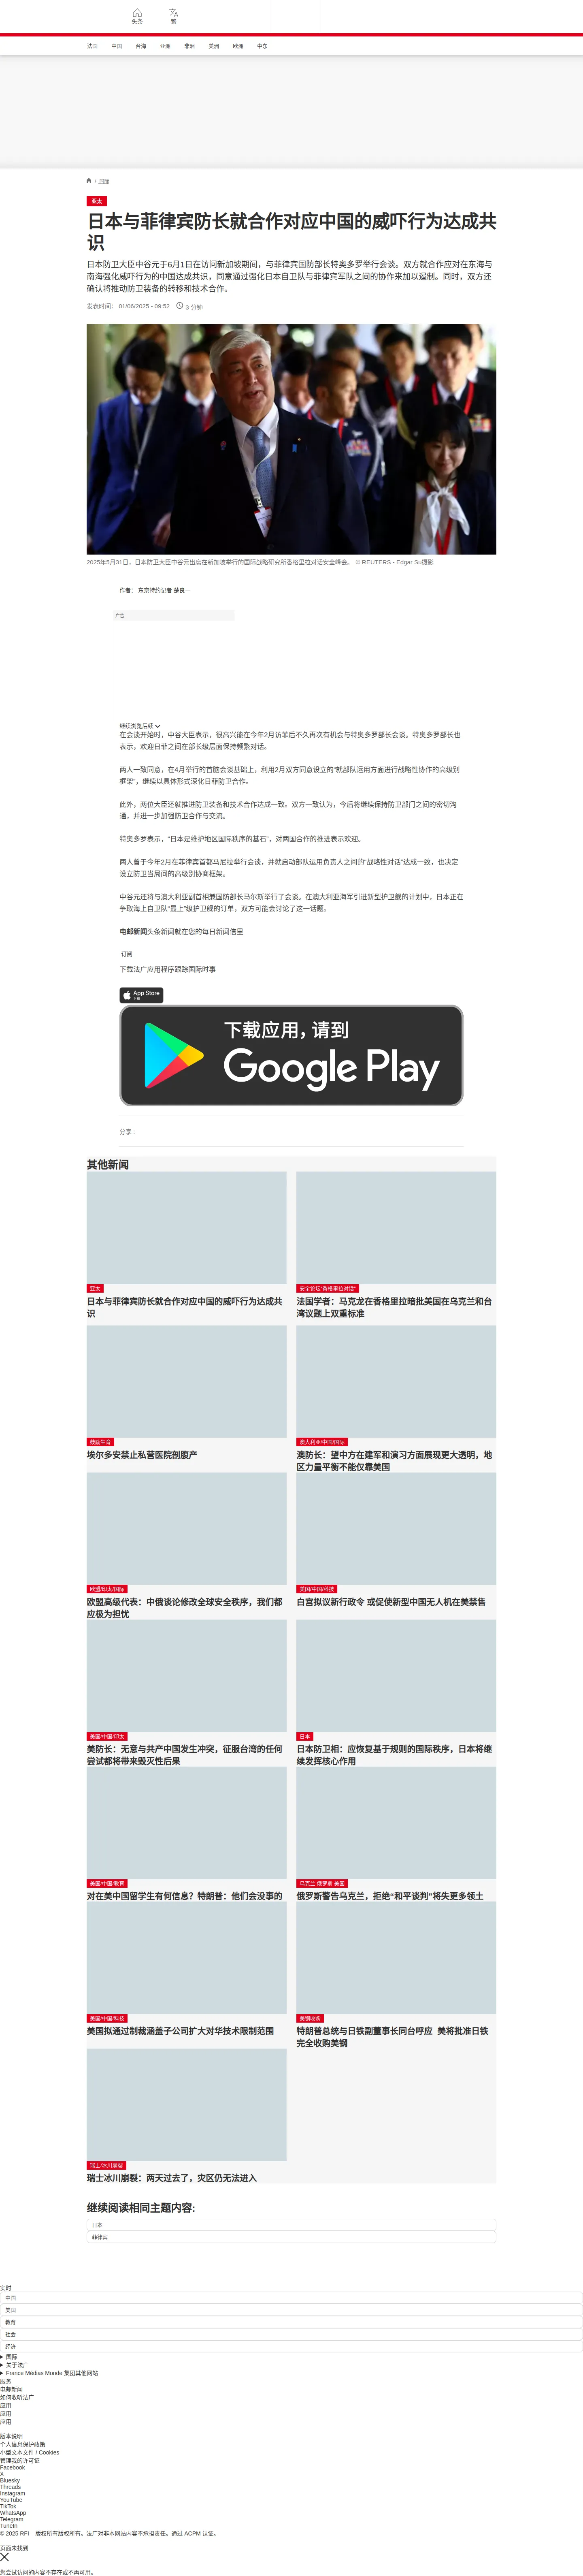 头条
繁
法国
中国
台海
亚洲
非洲
美洲
欧洲
中东
/ 国际
亚太
日本与菲律宾防长就合作对应中国的威吓行为达成共
识
日本防卫大臣中谷元于6月1日在访问新加坡期间，与菲律宾国防部长特奥多罗举行会谈。双方就合作应对在东海与
南海强化威吓行为的中国达成共识，同意通过强化日本自卫队与菲律宾军队之间的协作来加以遏制。同时，双方还
确认将推动防卫装备的转移和技术合作。
发表时间： 01/06/2025 - 09:52
3 分钟
2025年5月31日，日本防卫大臣中谷元出席在新加坡举行的国际战略研究所香格里拉对话安全峰会。 © REUTERS - Edgar Su摄影
作者： 东京特约记者 楚良一
广告
继续浏览后续
在会谈开始时，中谷大臣表示，很高兴能在今年2月访菲后不久再次有机会与特奥多罗部长会谈。特奥多罗部长也
表示，欢迎日菲之间在部长级层面保持频繁对话。
两人一致同意，在4月举行的首脑会谈基础上，利用2月双方同意设立的“就部队运用方面进行战略性协作的高级别
框架”，继续以具体形式深化日菲防卫合作。
此外，两位大臣还就推进防卫装备和技术合作达成一致。双方一致认为，今后将继续保持防卫部门之间的密切沟
通，并进一步加强防卫合作与交流。
特奥多罗表示，“日本是维护地区国际秩序的基石”，对两国合作的推进表示欢迎。
两人曾于今年2月在菲律宾首都马尼拉举行会谈，并就启动部队运用负责人之间的“战略性对话”达成一致，也决定
设立防卫当局间的高级别协商框架。
中谷元还将与澳大利亚副首相兼国防部长马尔斯举行了会谈。在澳大利亚海军引进新型护卫舰的计划中，日本正在
争取海上自卫队“最上”级护卫舰的订单，双方可能会讨论了这一话题。
电邮新闻头条新闻就在您的每日新闻信里
订阅
下载法广应用程序跟踪国际时事
App Store
下载
下载应用，请到
Google Play
分享 :
其他新闻
亚太
日本与菲律宾防长就合作对应中国的威吓行为达成共
识
安全论坛“香格里拉对话”
法国学者：马克龙在香格里拉暗批美国在乌克兰和台
湾议题上双重标准
鼓励生育
埃尔多安禁止私营医院剖腹产
澳大利亚/中国/国际
澳防长：望中方在建军和演习方面展现更大透明，地
区力量平衡不能仅靠美国
欧盟/印太/国际
欧盟高级代表：中俄谈论修改全球安全秩序，我们都
应极为担忧
美国/中国/科技
白宫拟议新行政令 或促使新型中国无人机在美禁售
美国/中国/印太
美防长：无意与共产中国发生冲突，征服台湾的任何
尝试都将带来毁灭性后果
日本
日本防卫相：应恢复基于规则的国际秩序，日本将继
续发挥核心作用
美国/中国/教育
对在美中国留学生有何信息？特朗普：他们会没事的
乌克兰 俄罗斯 美国
俄罗斯警告乌克兰，拒绝“和平谈判”将失更多领土
美国/中国/科技
美国拟通过制裁涵盖子公司扩大对华技术限制范围
美钢收购
特朗普总统与日铁副董事长同台呼应 美将批准日铁
完全收购美钢
瑞士/冰川崩裂
瑞士冰川崩裂：两天过去了，灾区仍无法进入
继续阅读相同主题内容:
日本
菲律宾
实时
中国
美国
教育
社会
经济
国际
关于法广
France Médias Monde 集团其他网站
服务
电邮新闻
如何收听法广
应用
应用
应用
版本说明
个人信息保护政策
小型文本文件 / Cookies
管理我的许可证
Facebook
X
Bluesky
Threads
Instagram
YouTube
TikTok
WhatsApp
Telegram
TuneIn
© 2025 RFI – 版权所有版权所有。法广对非本网站内容不承担责任。通过 ACPM 认证。
页面未找到
您尝试访问的内容不存在或不再可用。